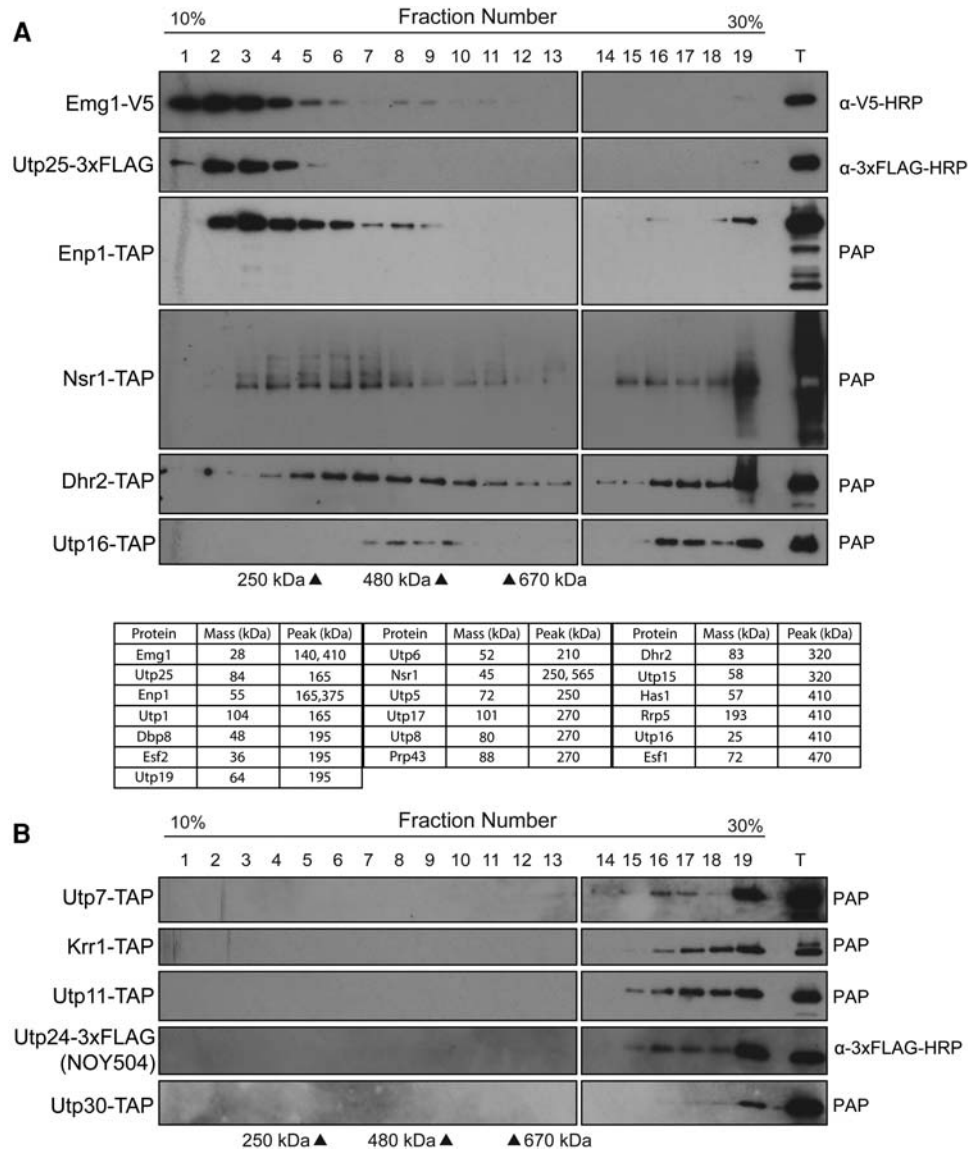 A
10% Fraction Number 30%
1 2 3 4 5 6 7 8 9 10 11 12 13 14 15 16 17 18 19 T
Emg1-V5 α-V5-HRP
Utp25-3xFLAG α-3xFLAG-HRP
Enp1-TAP PAP
Nsr1-TAP PAP
Dhr2-TAP PAP
Utp16-TAP PAP
250 kDa ▲ 480 kDa ▲ ▲ 670 kDa
Protein Mass (kDa) Peak (kDa) Protein Mass (kDa) Peak (kDa) Protein Mass (kDa) Peak (kDa)
Emg1 28 140, 410 Utp6 52 210 Dhr2 83 320
Utp25 84 165 Nsr1 45 250, 565 Utp15 58 320
Enp1 55 165,375 Utp5 72 250 Has1 57 410
Utp1 104 165 Utp17 101 270 Rrp5 193 410
Dbp8 48 195 Utp8 80 270 Utp16 25 410
Esf2 36 195 Prp43 88 270 Esf1 72 470
Utp19 64 195
B
10% Fraction Number 30%
1 2 3 4 5 6 7 8 9 10 11 12 13 14 15 16 17 18 19 T
Utp7-TAP PAP
Krr1-TAP PAP
Utp11-TAP PAP
Utp24-3xFLAG α-3xFLAG-HRP
(NOY504)
Utp30-TAP PAP
250 kDa ▲ 480 kDa ▲ ▲ 670 kDa